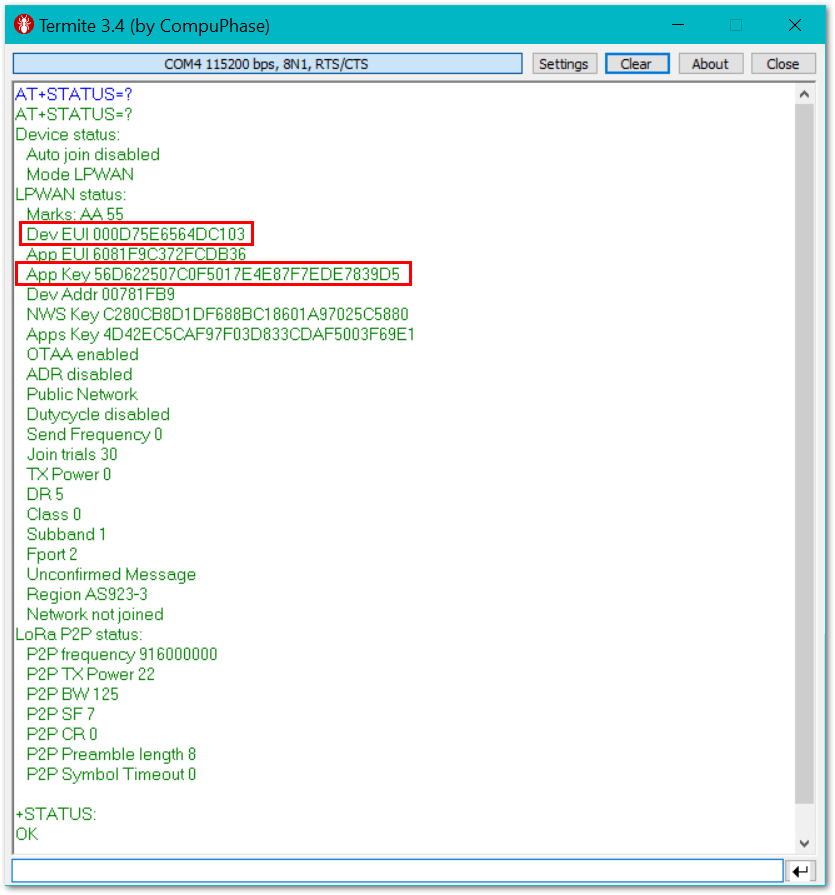 Termite 3.4 (by CompuPhase)
COM4 115200 bps, 8N1, RTS/CTS
Settings
Clear
About
Close
AT+STATUS=?
AT+STATUS=?
Device status:
Auto join disabled
Mode LPWAN
LPWAN status:
Marks: AA 55
Dev EUI 000D75E6564DC103
App EUI 6081F9C372FCDB36
App Key 56D622507C0F5017E4E87F7EDE7839D5
Dev Addr 00781FB9
NWS Key C280CB8D1DF688BC18601A97025C5880
Apps Key 4D42EC5CAF97F03D833CDAF5003F69E1
OTAA enabled
ADR disabled
Public Network
Dutycycle disabled
Send Frequency 0
Join trials 30
TX Power 0
DR 5
Class 0
Subband 1
Fport 2
Unconfirmed Message
Region AS923-3
Network not joined
LoRa P2P status:
P2P frequency 916000000
P2P TX Power 22
P2P BW 125
P2P SF 7
P2P CR 0
P2P Preamble length 8
P2P Symbol Timeout 0
+STATUS:
OK